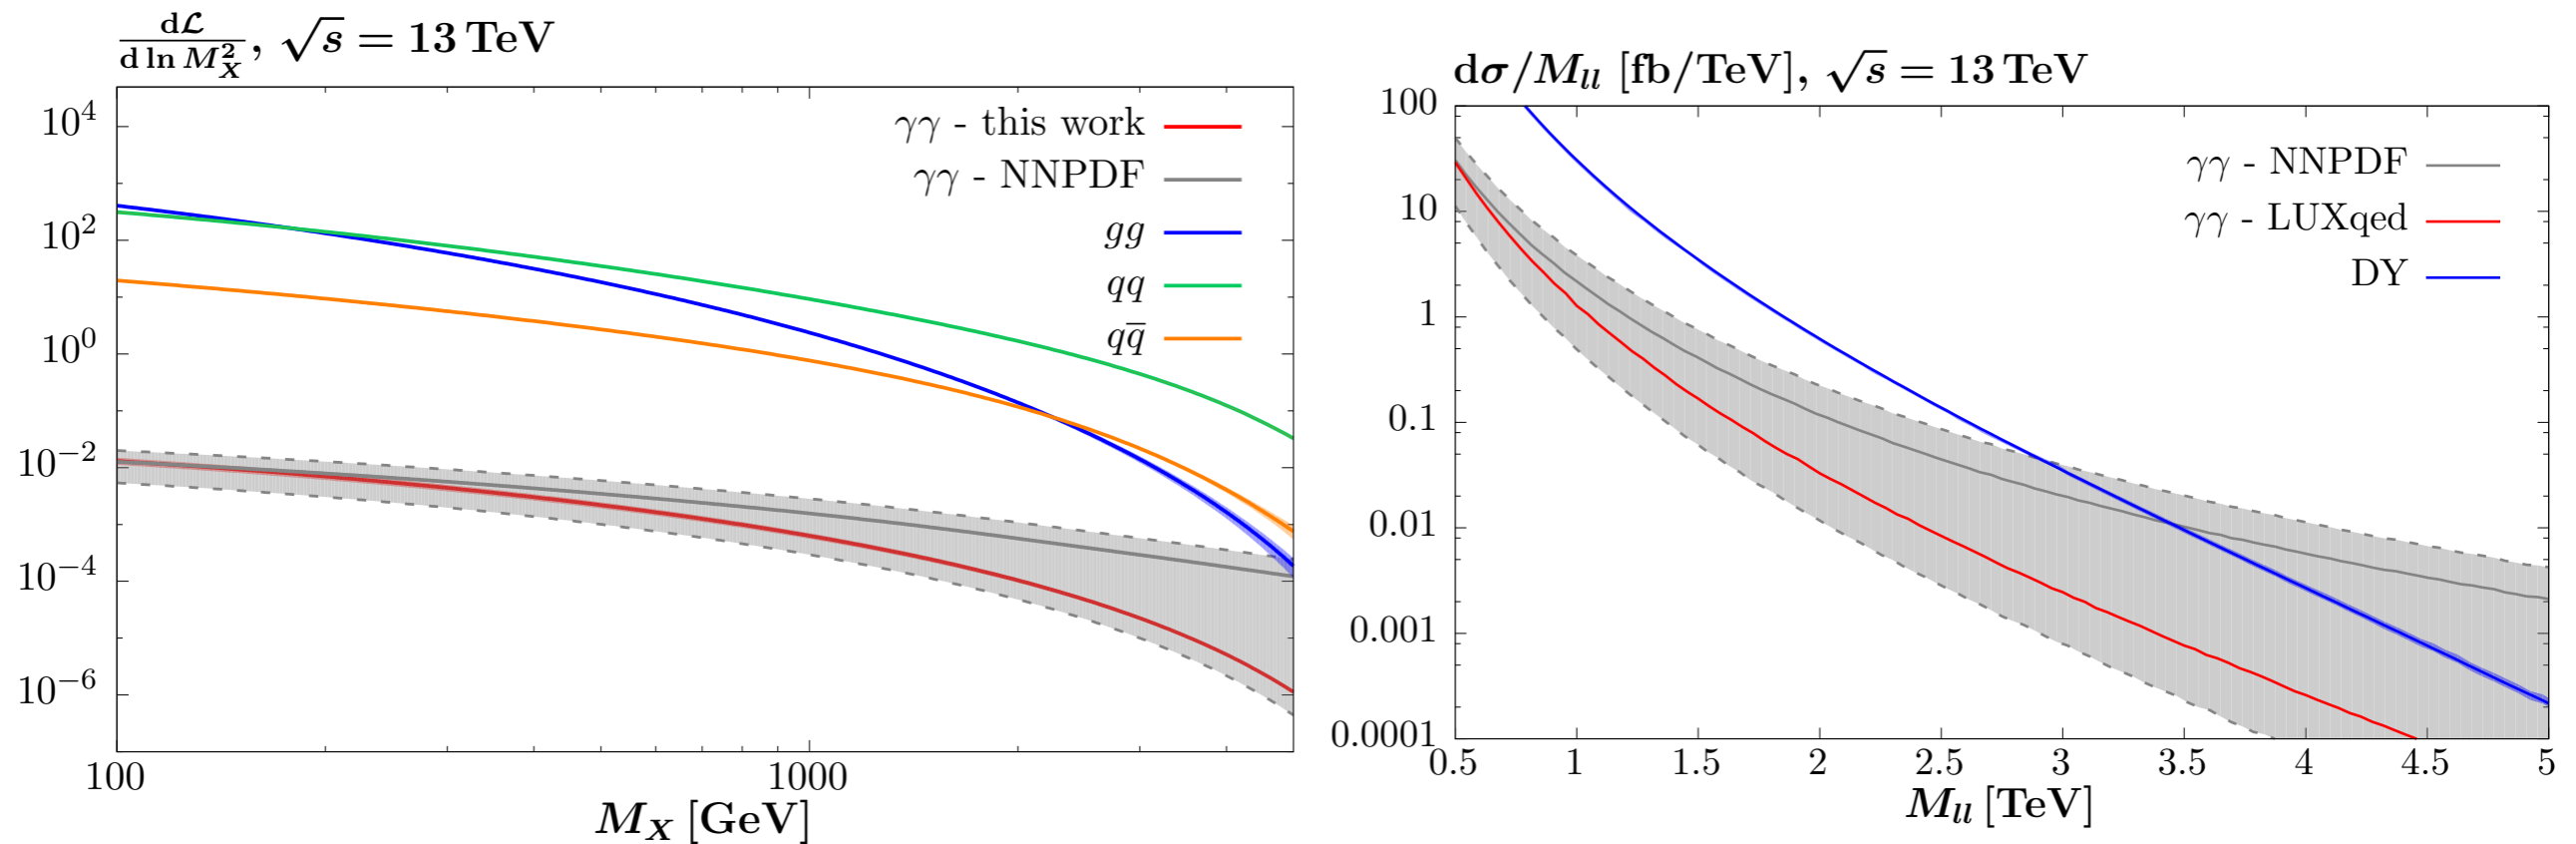 dℒ/d ln M_X^2, √s = 13 TeV
γγ - this work
γγ - NNPDF
gg
qq
qq̅
10^4
10^2
10^0
10^−2
10^−4
10^−6
100 1000
M_X [GeV]
dσ/M_ll [fb/TeV], √s = 13 TeV
γγ - NNPDF
γγ - LUXqed
DY
100
10
1
0.1
0.01
0.001
0.0001
0.5 1 1.5 2 2.5 3 3.5 4 4.5 5
M_ll [TeV]